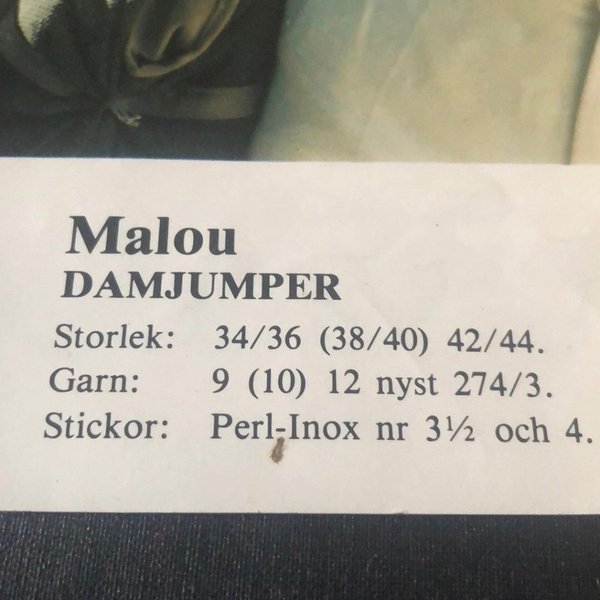 Malou
DAMJUMPER
Storlek: 34/36 (38/40) 42/44.
Garn: 9 (10) 12 nyst 274/3.
Stickor: Perl-Inox nr 3½ och 4.